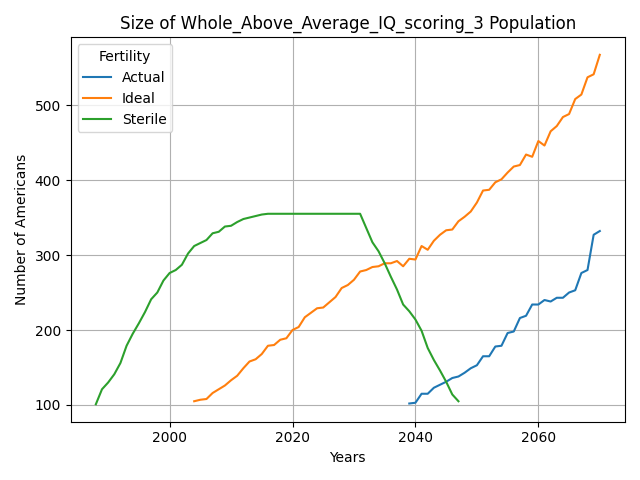 Size of Whole_Above_Average_IQ_scoring_3 Population
Fertility
Actual
Ideal
Sterile
Number of Americans
500
400
300
200
100
2000
2020
2040
2060
Years